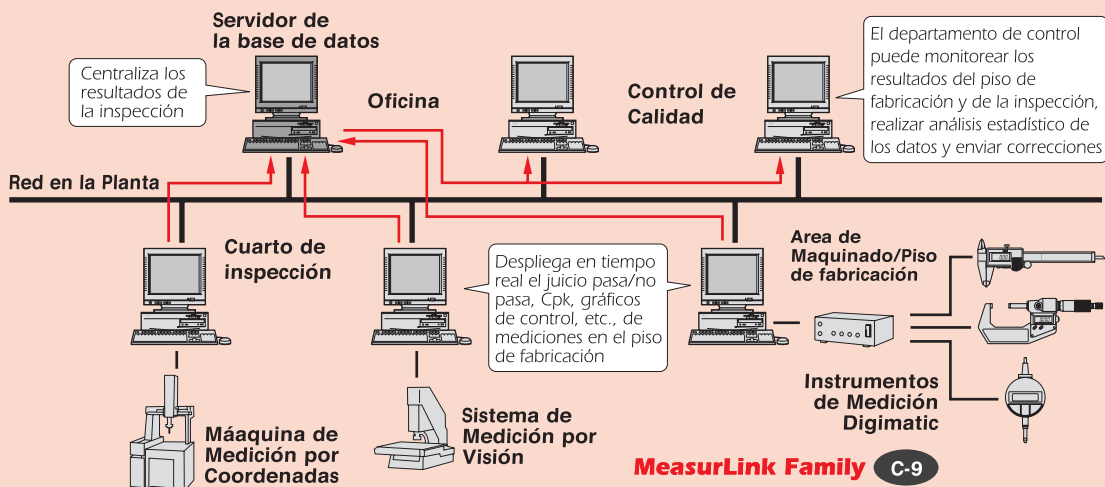 Servidor de
la base de datos
Centraliza los
resultados de
la inspección
Oficina
Control de
Calidad
El departamento de control
puede monitorear los
resultados del piso de
fabricación y de la inspección,
realizar análisis estadístico de
los datos y enviar correcciones
Red en la Planta
Cuarto de
inspección
Despliega en tiempo
real el juicio pasa/no
pasa, Cpk, gráficos
de control, etc., de
mediciones en el piso
de fabricación
Area de
Maquinado/Piso
de fabricación
Máaquina de
Medición por
Coordenadas
Sistema de
Medición por
Visión
Instrumentos
de Medición
Digimatic
MeasurLink Family C-9